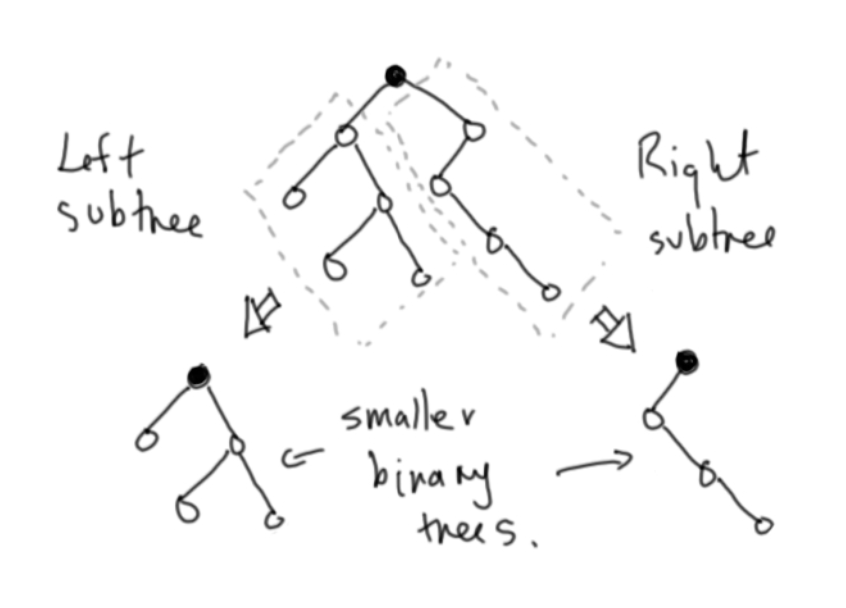 Left
subtree
Right
subtree
smaller
binary
trees.